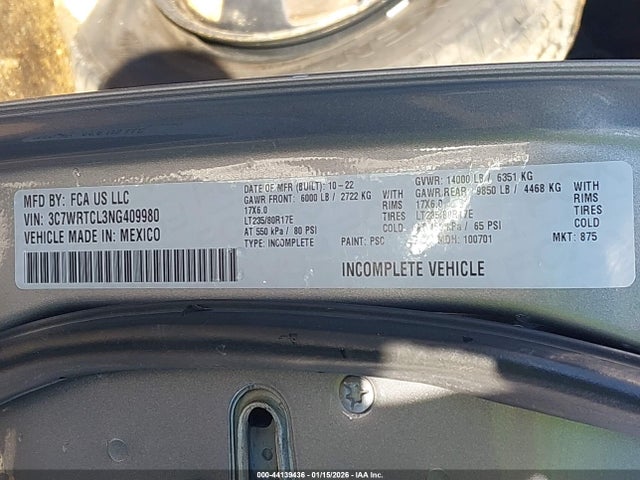 MFD BY: FCA US LLC
VIN: 3C7WRTCL3NG409980
VEHICLE MADE IN: MEXICO
DATE OF MFR (BUILT): 10-22
GAWR FRONT: 6000 LB / 2722 KG
17X6.0
LT235/80R17E
AT 550 kPa / 80 PSI
TYPE: INCOMPLETE
WITH
RIMS
TIRES
COLD
PAINT: PSC
GVWR: 14000 LB / 6351 KG
GAWR REAR: 9850 LB / 4468 KG
17X6.0
LT235/80R17E
65 PSI
MDH: 100701
WITH
RIMS
TIRES
COLD
MKT: 875
INCOMPLETE VEHICLE
000-44139436 - 01/15/2026 - IAA Inc.